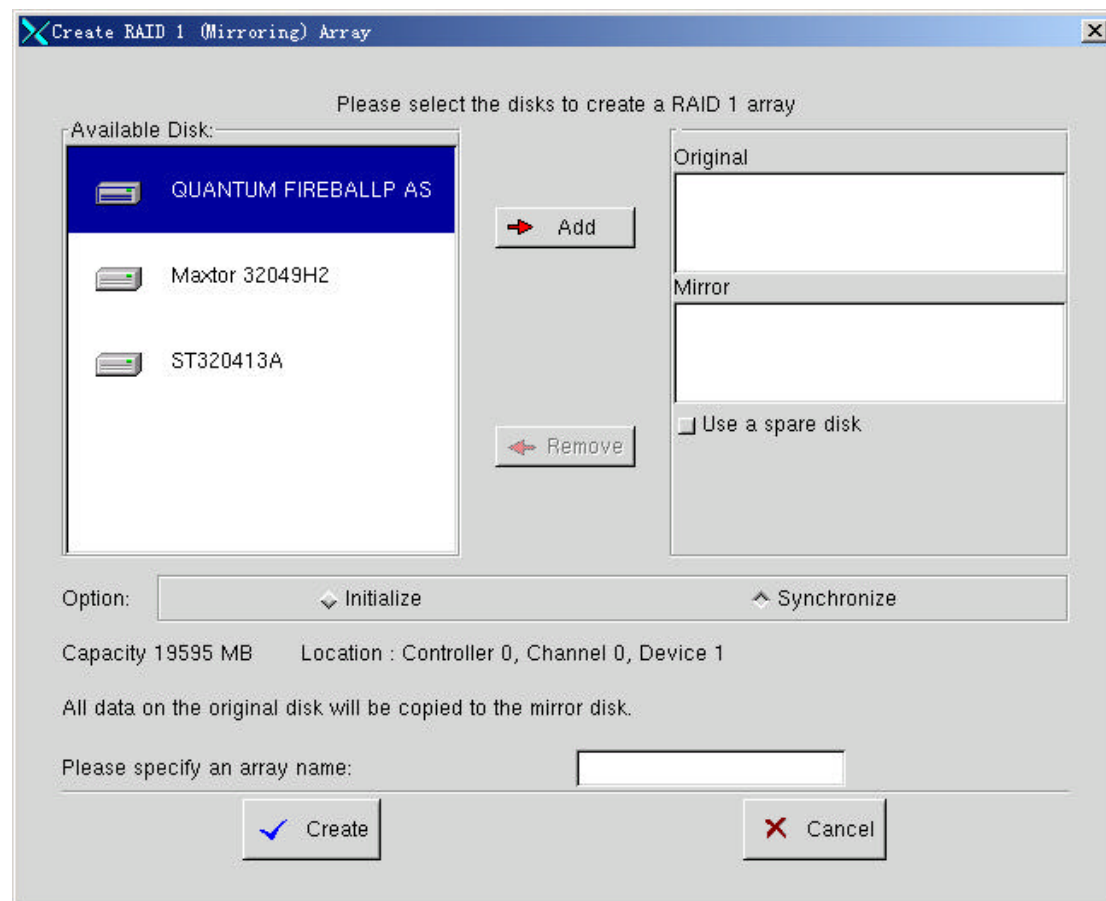 Create RAID 1 (Mirroring) Array
Please select the disks to create a RAID 1 array
Available Disk:
QUANTUM FIREBALLP AS
Maxtor 32049H2
ST320413A
Add
Remove
Original
Mirror
Use a spare disk
Option:
Initialize
Synchronize
Capacity 19595 MB Location : Controller 0, Channel 0, Device 1
All data on the original disk will be copied to the mirror disk.
Please specify an array name:
Create
Cancel